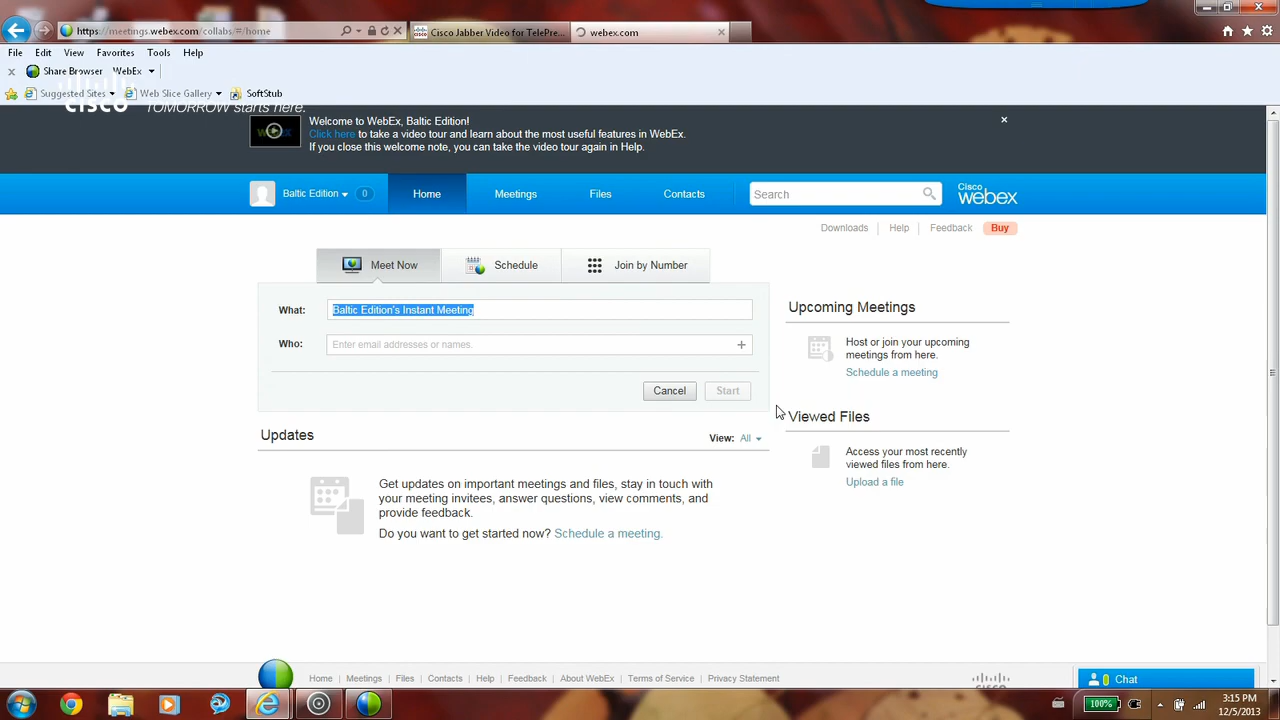 https://meetings.webex.com/collabs/#/home
Cisco Jabber Video for TelePre...
webex.com
File Edit View Favorites Tools Help
Share Browser WebEx
Suggested Sites Web Slice Gallery SoftStub
CISCO TOMORROW starts here.
Welcome to WebEx, Baltic Edition!
Click here to take a video tour and learn about the most useful features in WebEx.
If you close this welcome note, you can take the video tour again in Help.
Baltic Edition 0 Home Meetings Files Contacts Search Cisco webex
Downloads Help Feedback Buy
Meet Now Schedule Join by Number
What: Baltic Edition's Instant Meeting
Who: Enter email addresses or names.
Cancel Start
Upcoming Meetings
Host or join your upcoming
meetings from here.
Schedule a meeting
Viewed Files
Access your most recently
viewed files from here.
Upload a file
Updates View: All
Get updates on important meetings and files, stay in touch with
your meeting invitees, answer questions, view comments, and
provide feedback.
Do you want to get started now? Schedule a meeting.
Home Meetings Files Contacts Help Feedback About WebEx Terms of Service Privacy Statement
CISCO
Chat
100%
3:15 PM
12/5/2013